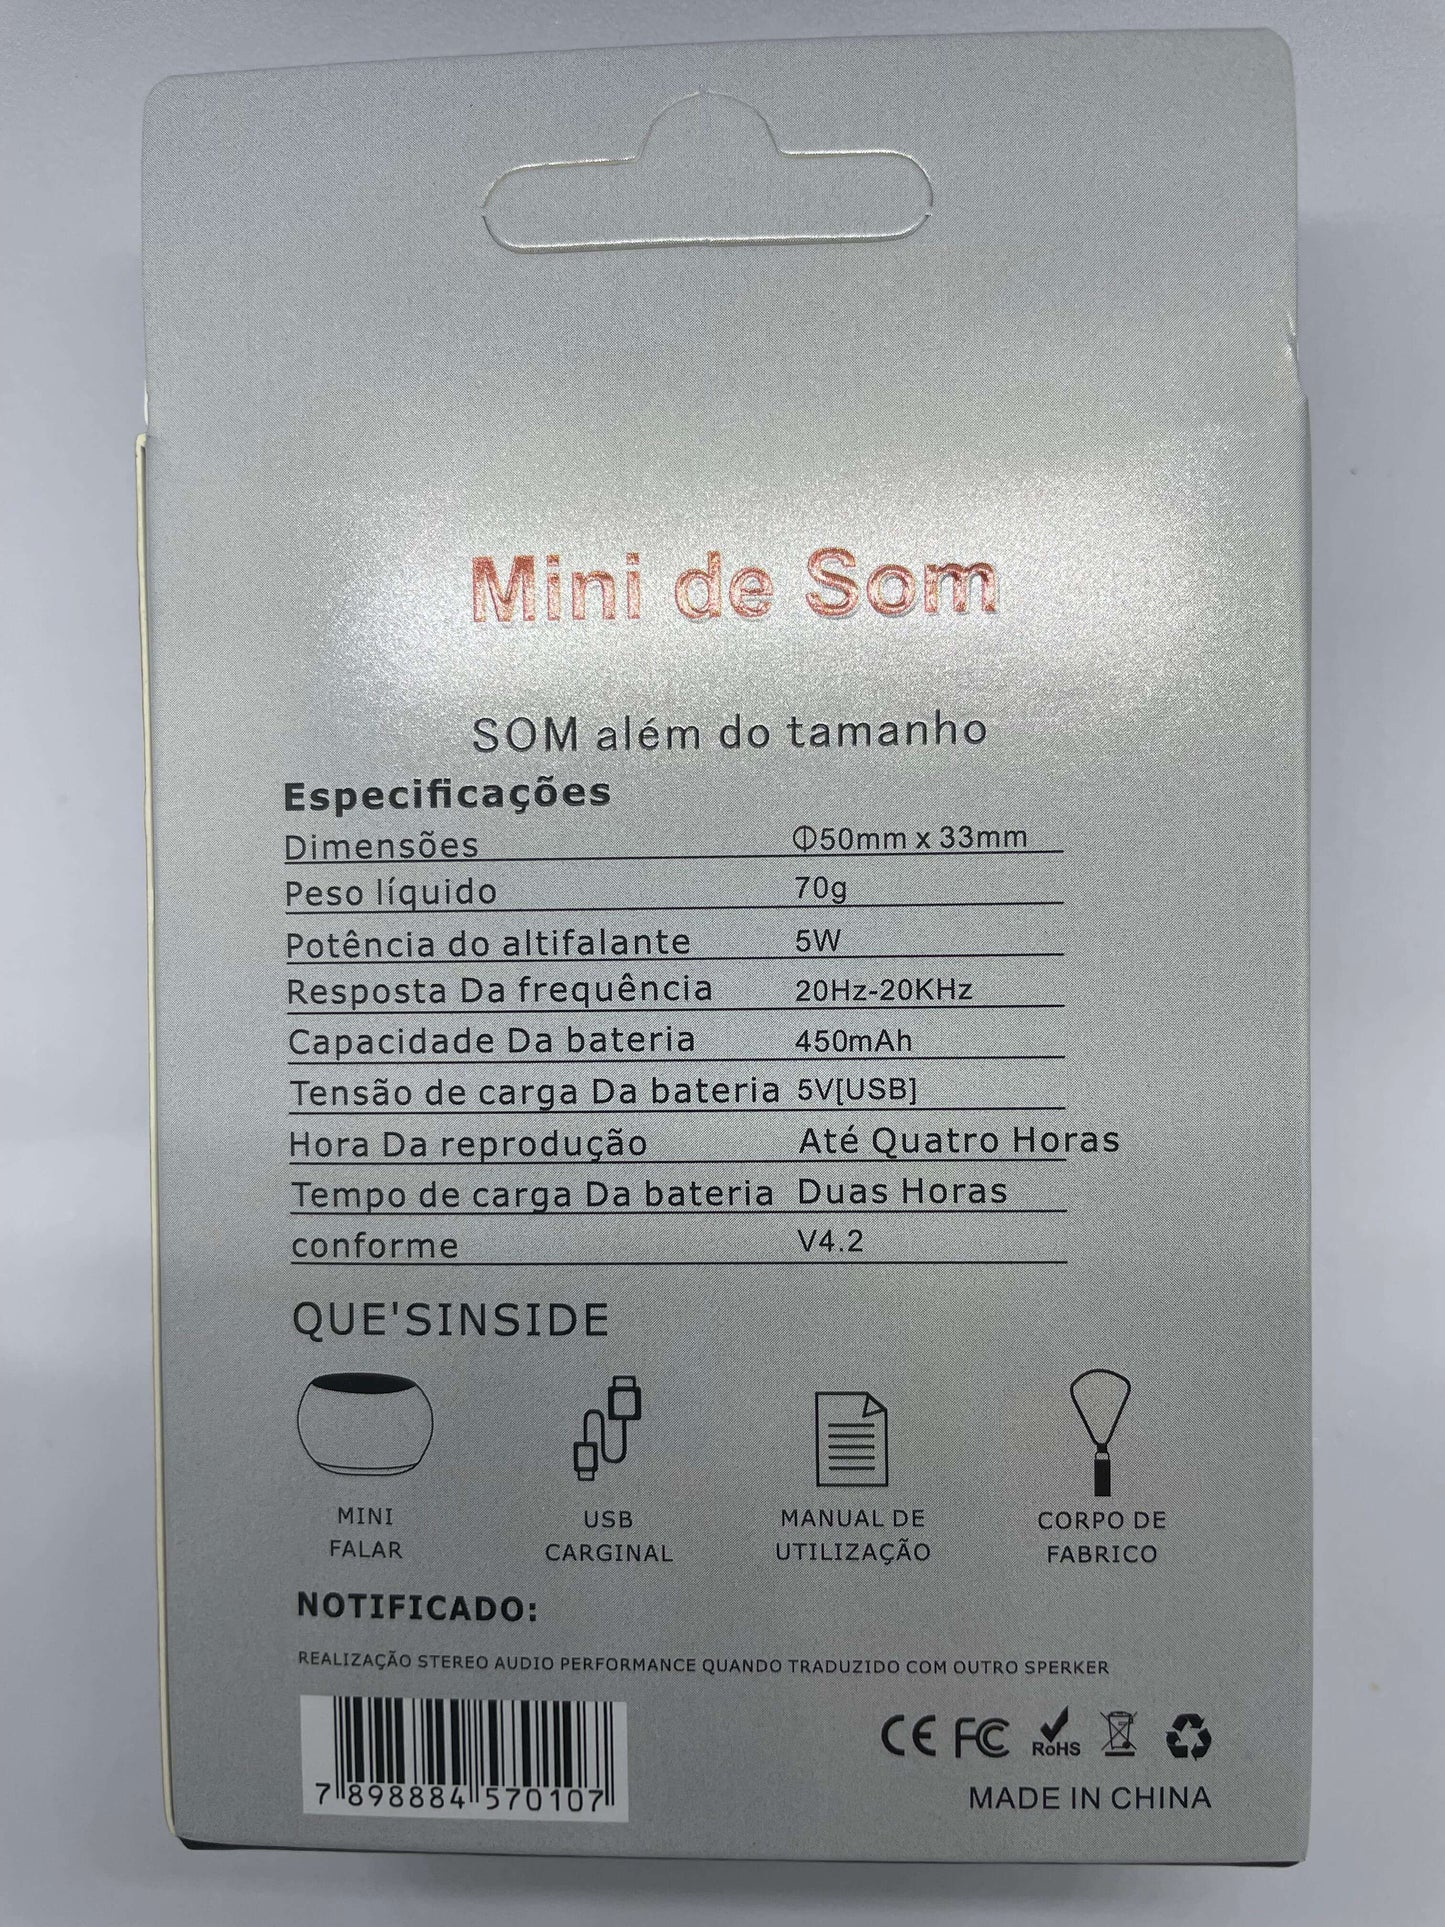 Mini de Som
SOM além do tamanho
Especificações
Dimensões Φ50mm x 33mm
Peso líquido 70g
Potência do altifalante 5W
Resposta Da frequência 20Hz-20KHz
Capacidade Da bateria 450mAh
Tensão de carga Da bateria 5V[USB]
Hora Da reprodução Até Quatro Horas
Tempo de carga Da bateria Duas Horas
conforme V4.2
QUE'SINSIDE
MINI FALAR
USB CARGINAL
MANUAL DE UTILIZAÇÃO
CORPO DE FABRICO
NOTIFICADO:
REALIZAÇÃO STEREO AUDIO PERFORMANCE QUANDO TRADUZIDO COM OUTRO SPERKER
7 898884 570107
CE FC RoHS
MADE IN CHINA